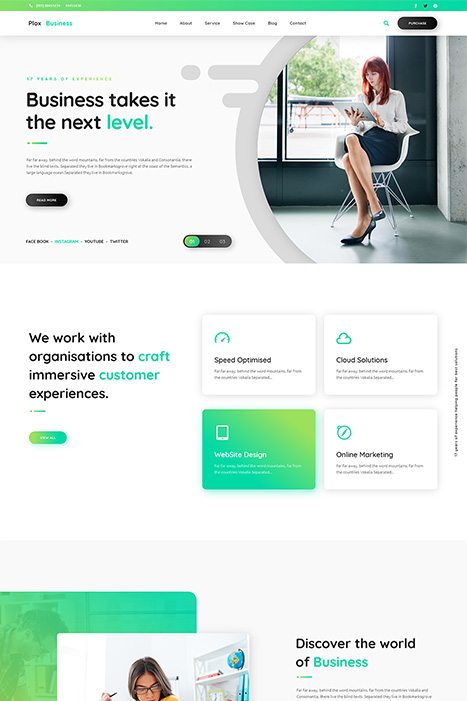 Plox Business
Home About Service Show Case Blog Contact
PURCHASE
17 YEARS OF EXPERIENCE
Business takes it
the next level.
Far far away, behind the word mountains, far from the countries Vokalia and Consonantia, there
live the blind texts. Separated they live in Bookmarksgrove right at the coast of the Semantics, a
large language ocean.Separated they live in Bookmarksgrove.
READ MORE
FACE BOOK - INSTAGRAM - YOUTUBE - TWITTER
01 02 03
We work with
organisations to craft
immersive customer
experiences.
VIEW ALL
Speed Optimised
Far far away, behind the word mountains, far from
the countries Vokalia Separated...
Cloud Solutions
Far far away, behind the word mountains, far from
the countries Vokalia Separated...
WebSite Design
Far far away, behind the word mountains, far from
the countries Vokalia Separated...
Online Marketing
Far far away, behind the word mountains, far from
the countries Vokalia Separated...
17 years of experience helping people for best solutions
Discover the world
of Business
Far far away, behind the word mountains, far from the countries Vokalia and Consonantia, there
live the blind texts. Separated they live in Bookmarksgrove